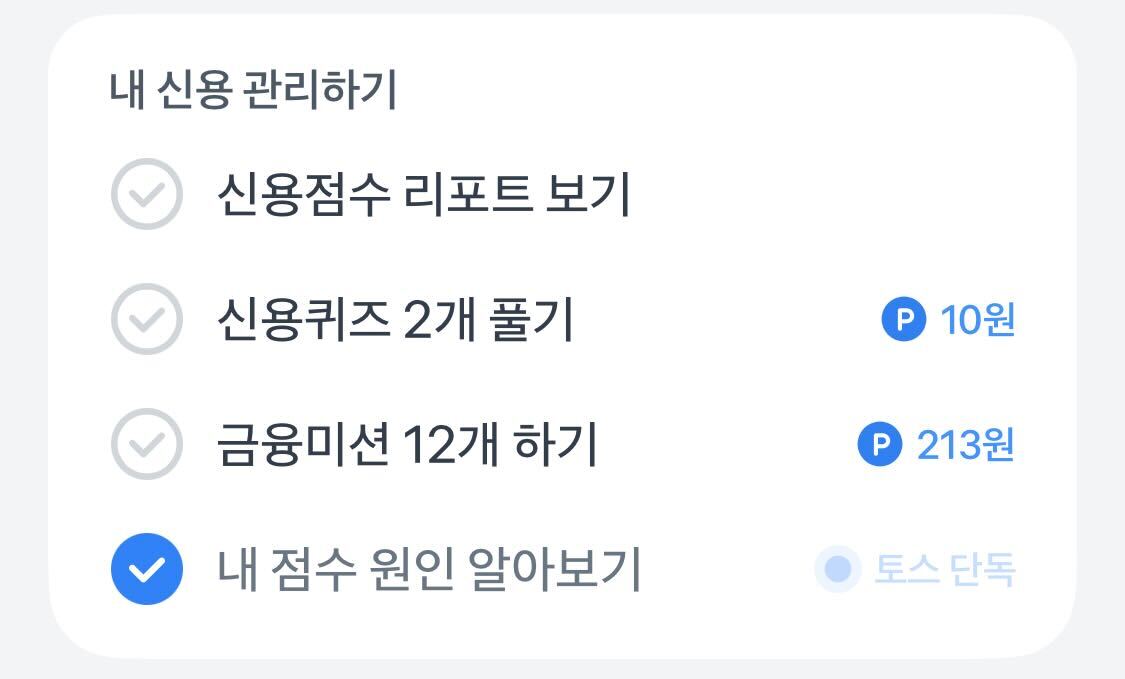 내 신용 관리하기
신용점수 리포트 보기
신용퀴즈 2개 풀기 P 10원
금융미션 12개 하기 P 213원
내 점수 원인 알아보기 토스 단독